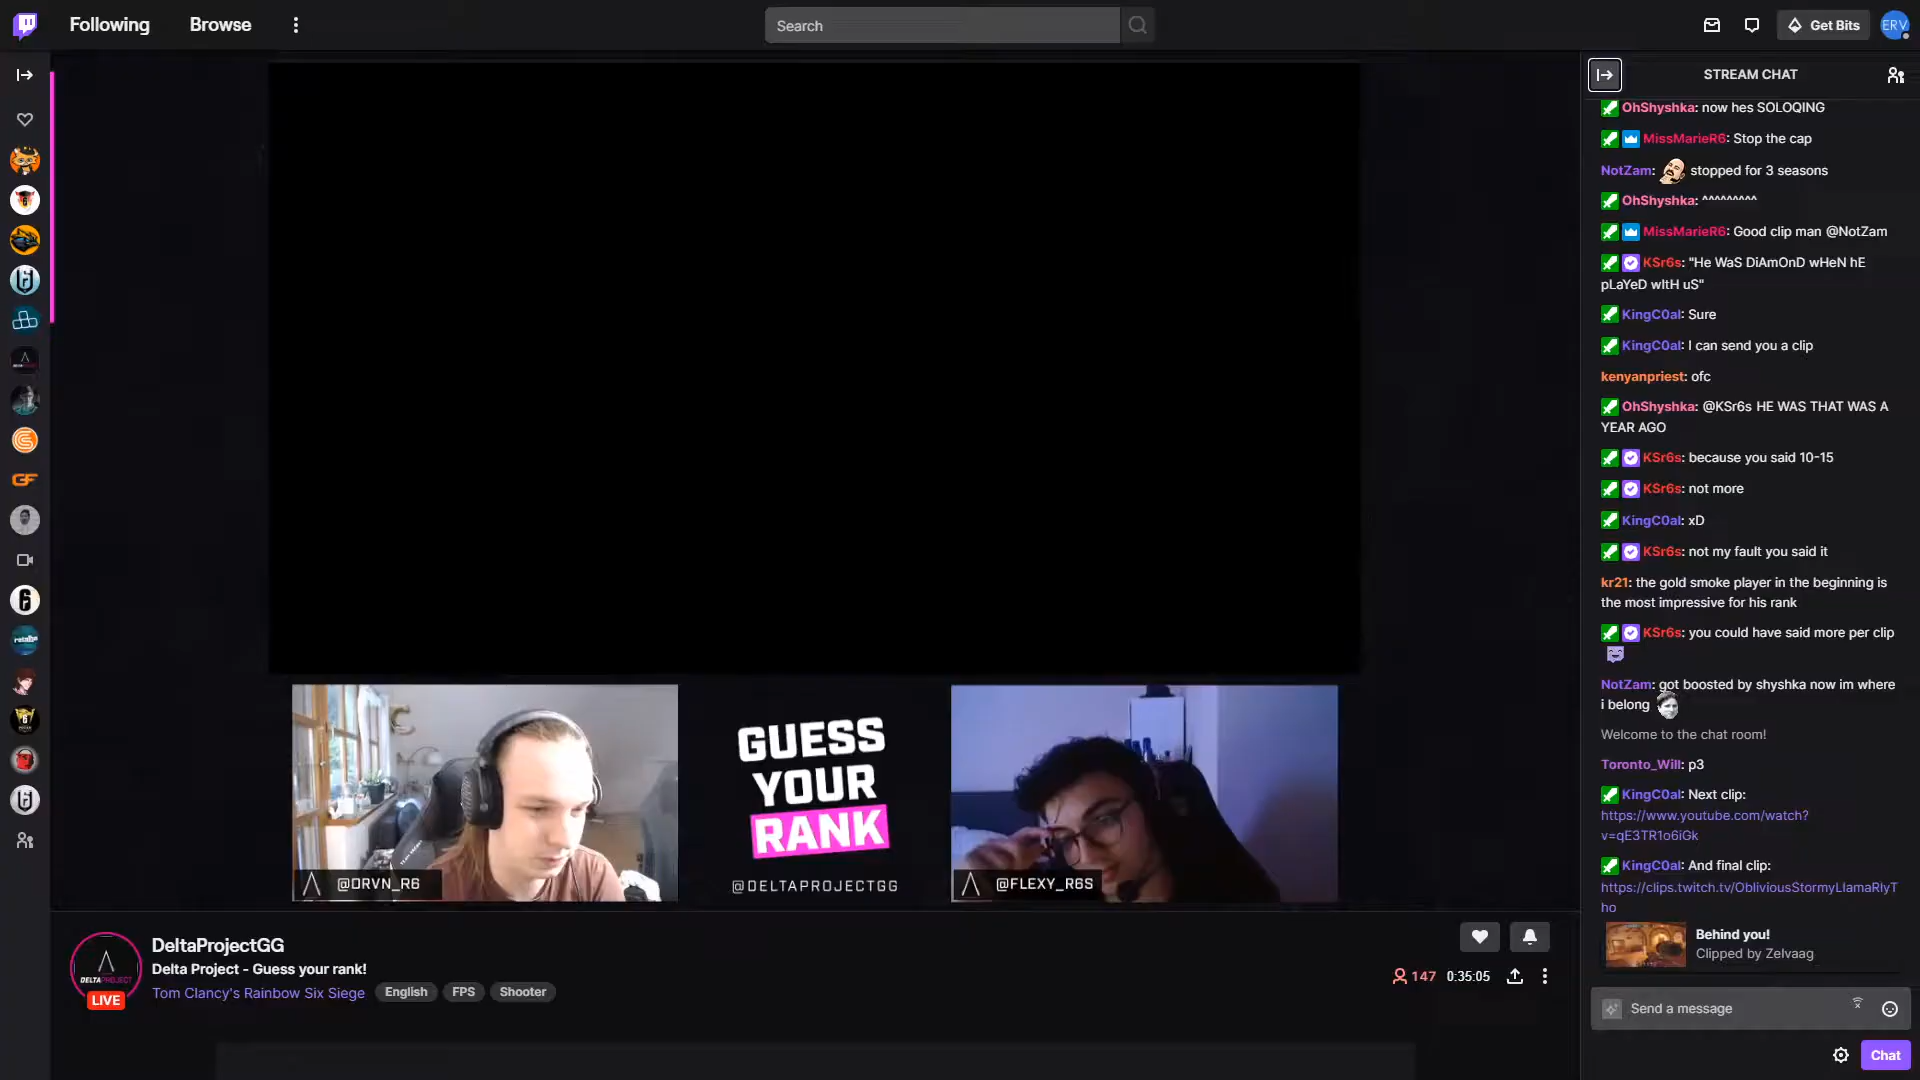 Following
Browse
Search
Get Bits
ERV
STREAM CHAT
OhShyshka: now hes SOLOQING
MissMarieR6: Stop the cap
NotZam: stopped for 3 seasons
OhShyshka: ^^^^^^^^^
MissMarieR6: Good clip man @NotZam
KSr6s: "He WaS DiAmOnD wHeN hE
pLaYeD wItH uS"
KingC0al: Sure
KingC0al: I can send you a clip
kenyanpriest: ofc
OhShyshka: @KSr6s HE WAS THAT WAS A
YEAR AGO
KSr6s: because you said 10-15
KSr6s: not more
KingC0al: xD
KSr6s: not my fault you said it
kr21: the gold smoke player in the beginning is
the most impressive for his rank
KSr6s: you could have said more per clip
NotZam: got boosted by shyshka now im where
i belong
Welcome to the chat room!
Toronto_Will: p3
KingC0al: Next clip:
https://www.youtube.com/watch?
v=qE3TR1o6iGk
KingC0al: And final clip:
https://clips.twitch.tv/ObliviousStormyLlamaRlyT
ho
Behind you!
Clipped by Zelvaag
Send a message
Chat
GUESS
YOUR
RANK
@DELTAPROJECTGG
@DRVN_R6
@FLEXY_R6S
DELTAPROJECT
LIVE
DeltaProjectGG
Delta Project - Guess your rank!
Tom Clancy's Rainbow Six Siege
English
FPS
Shooter
147
0:35:05